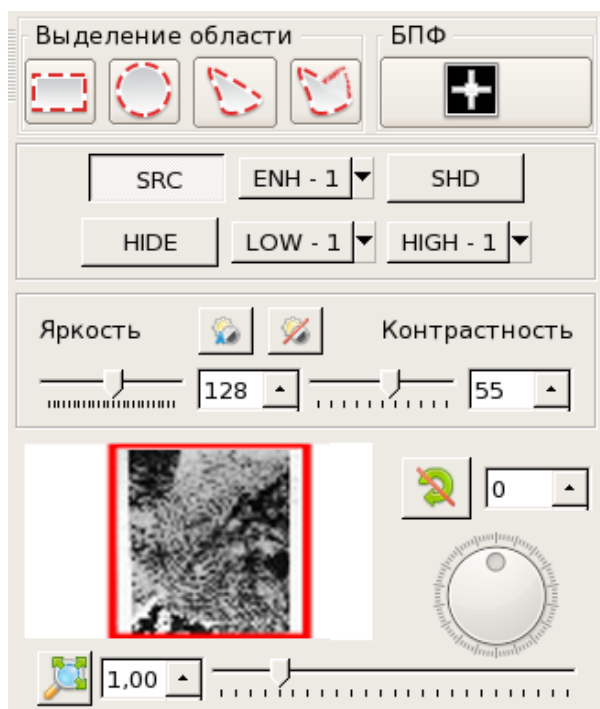 Выделение области БПФ
SRC ENH - 1 SHD
HIDE LOW - 1 HIGH - 1
Яркость Контрастность
128 55
0
1,00